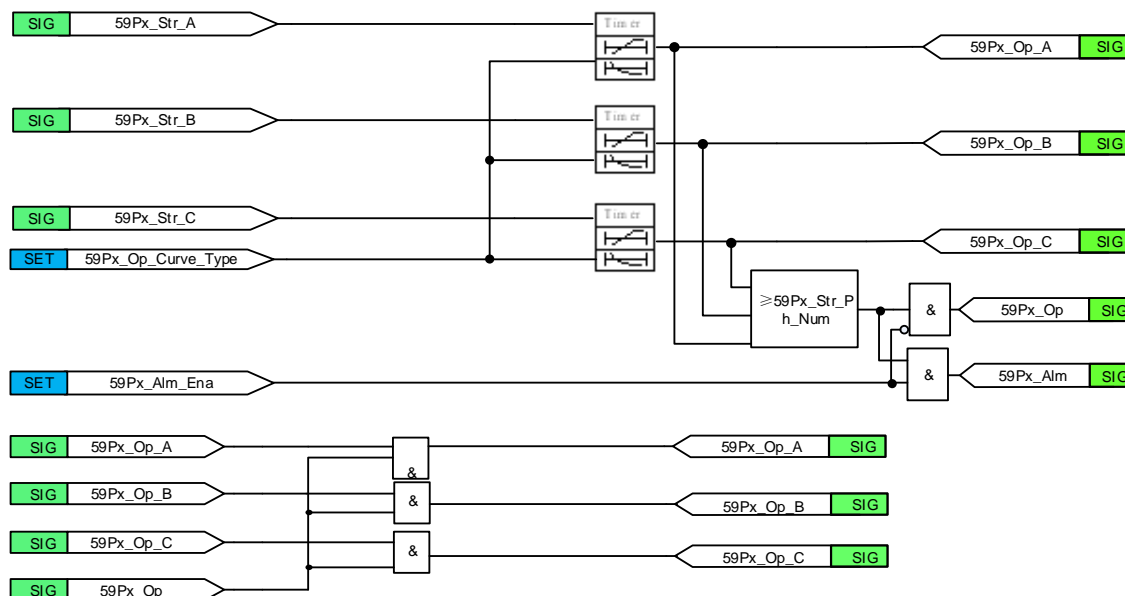 SIG 59Px_Str_A Timer
59Px_Op_A SIG
SIG 59Px_Str_B Timer
59Px_Op_B SIG
SIG 59Px_Str_C Timer
59Px_Op_C SIG
SET 59Px_Op_Curve_Type
≥59Px_Str_P
h_Num
& 59Px_Op SIG
SET 59Px_Alm_Ena
& 59Px_Alm SIG
SIG 59Px_Op_A & 59Px_Op_A SIG
SIG 59Px_Op_B & 59Px_Op_B SIG
SIG 59Px_Op_C & 59Px_Op_C SIG
SIG 59Px_Op